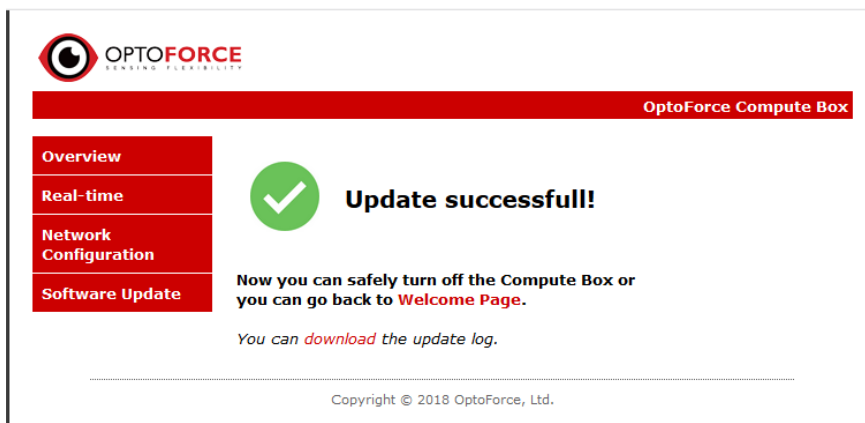 OPTOFORCE
SENSING FLEXIBILITY
OptoForce Compute Box
Overview
Real-time
Network
Configuration
Software Update
Update successfull!
Now you can safely turn off the Compute Box or
you can go back to Welcome Page.
You can download the update log.
Copyright © 2018 OptoForce, Ltd.